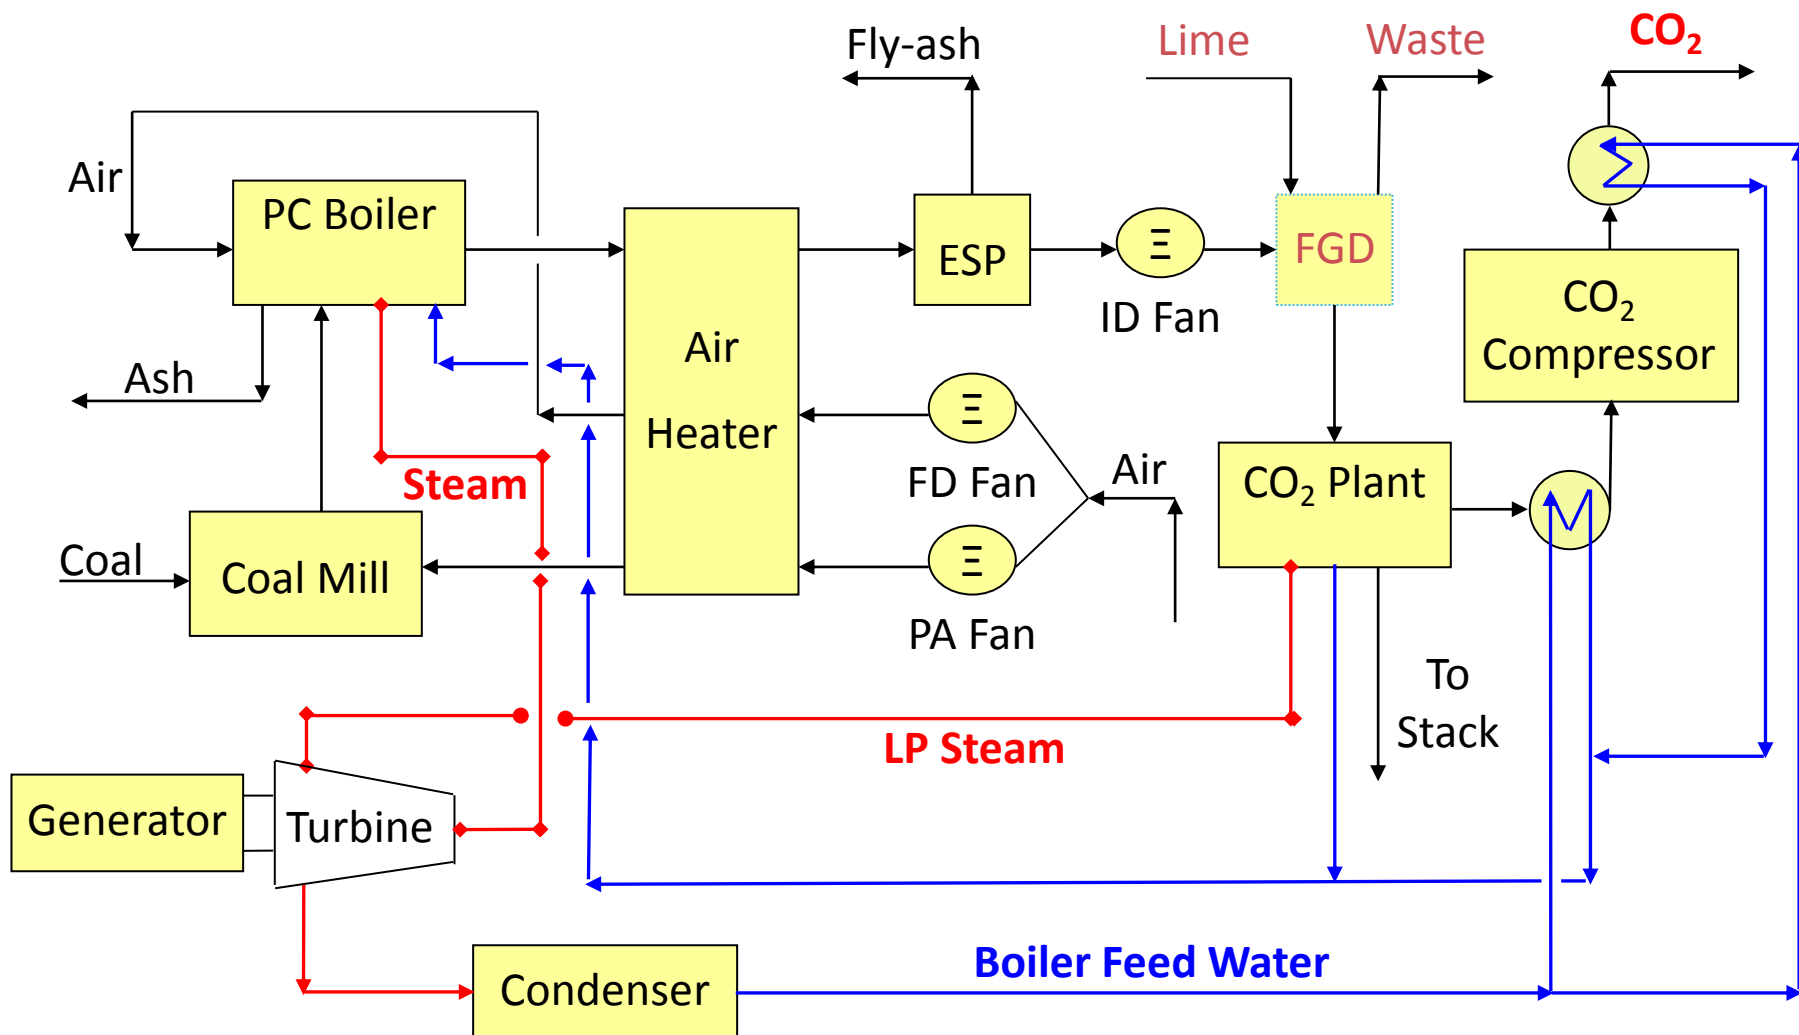 Fly-ash
Lime
Waste
CO₂
Air
PC Boiler
ESP
Ξ
FGD
ID Fan
CO₂
Compressor
Air
Heater
Ash
Steam
Ξ
FD Fan
Air
CO₂ Plant
Coal
Coal Mill
Ξ
PA Fan
To
Stack
LP Steam
Generator
Turbine
Boiler Feed Water
Condenser